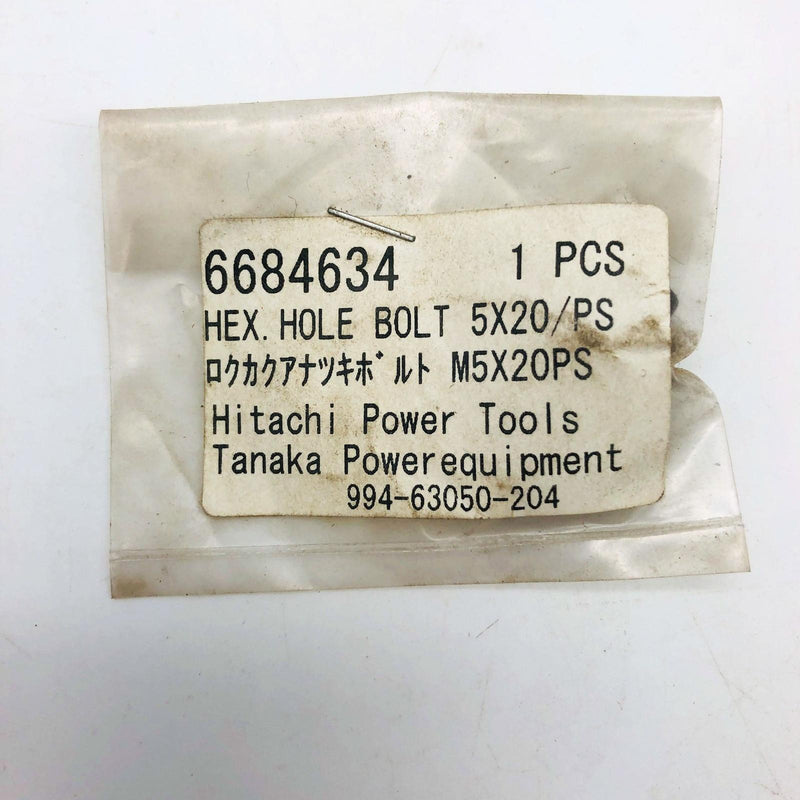 6684634 1 PCS
HEX. HOLE BOLT 5X20/PS
ロクカクアナツキボルト M5X20PS
Hitachi Power Tools
Tanaka Powerequipment
994-63050-204